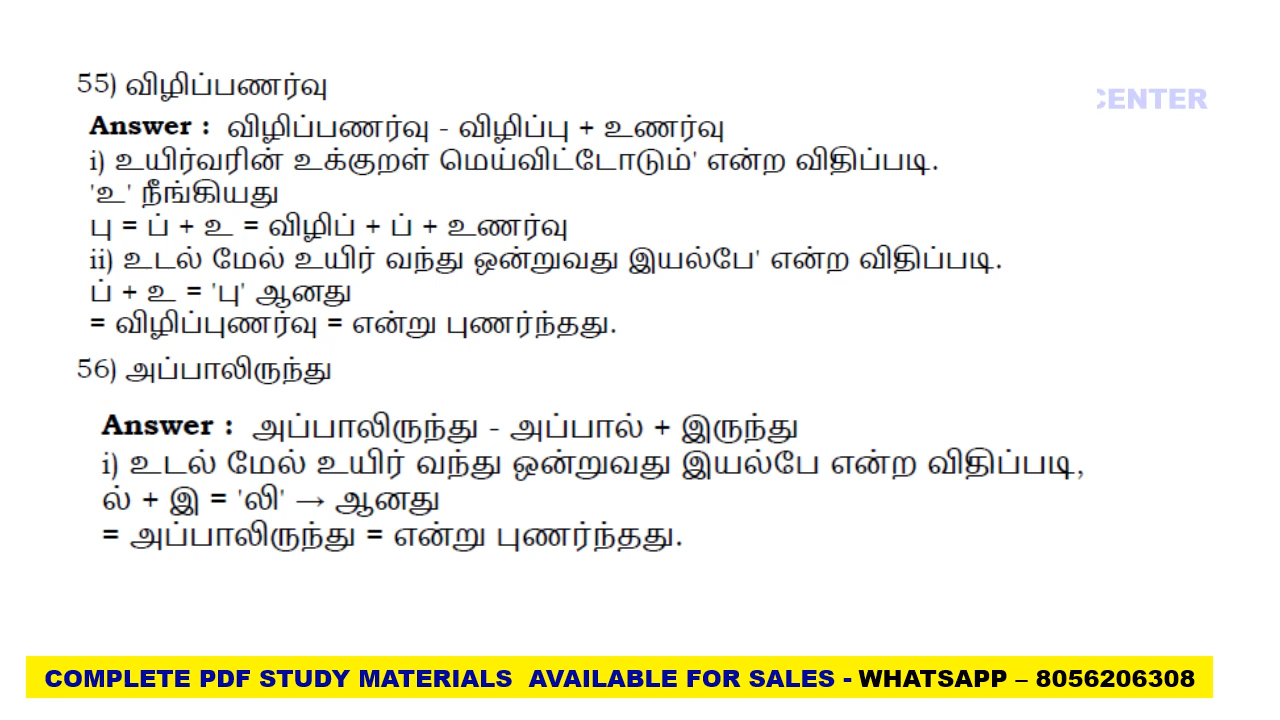 55) விழிப்பணர்வு
CENTER
Answer : விழிப்பணர்வு - விழிப்பு + உணர்வு
i) உயிர்வரின் உக்குறள் மெய்விட்டோடும்' என்ற விதிப்படி.
'உ' நீங்கியது
பு = ப் + உ = விழிப் + ப் + உணர்வு
ii) உடல் மேல் உயிர் வந்து ஒன்றுவது இயல்பே' என்ற விதிப்படி.
ப் + உ = 'பு' ஆனது
= விழிப்புணர்வு = என்று புணர்ந்தது.
56) அப்பாலிருந்து
Answer : அப்பாலிருந்து - அப்பால் + இருந்து
i) உடல் மேல் உயிர் வந்து ஒன்றுவது இயல்பே என்ற விதிப்படி,
ல் + இ = 'லி' → ஆனது
= அப்பாலிருந்து = என்று புணர்ந்தது.
COMPLETE PDF STUDY MATERIALS AVAILABLE FOR SALES - WHATSAPP – 8056206308